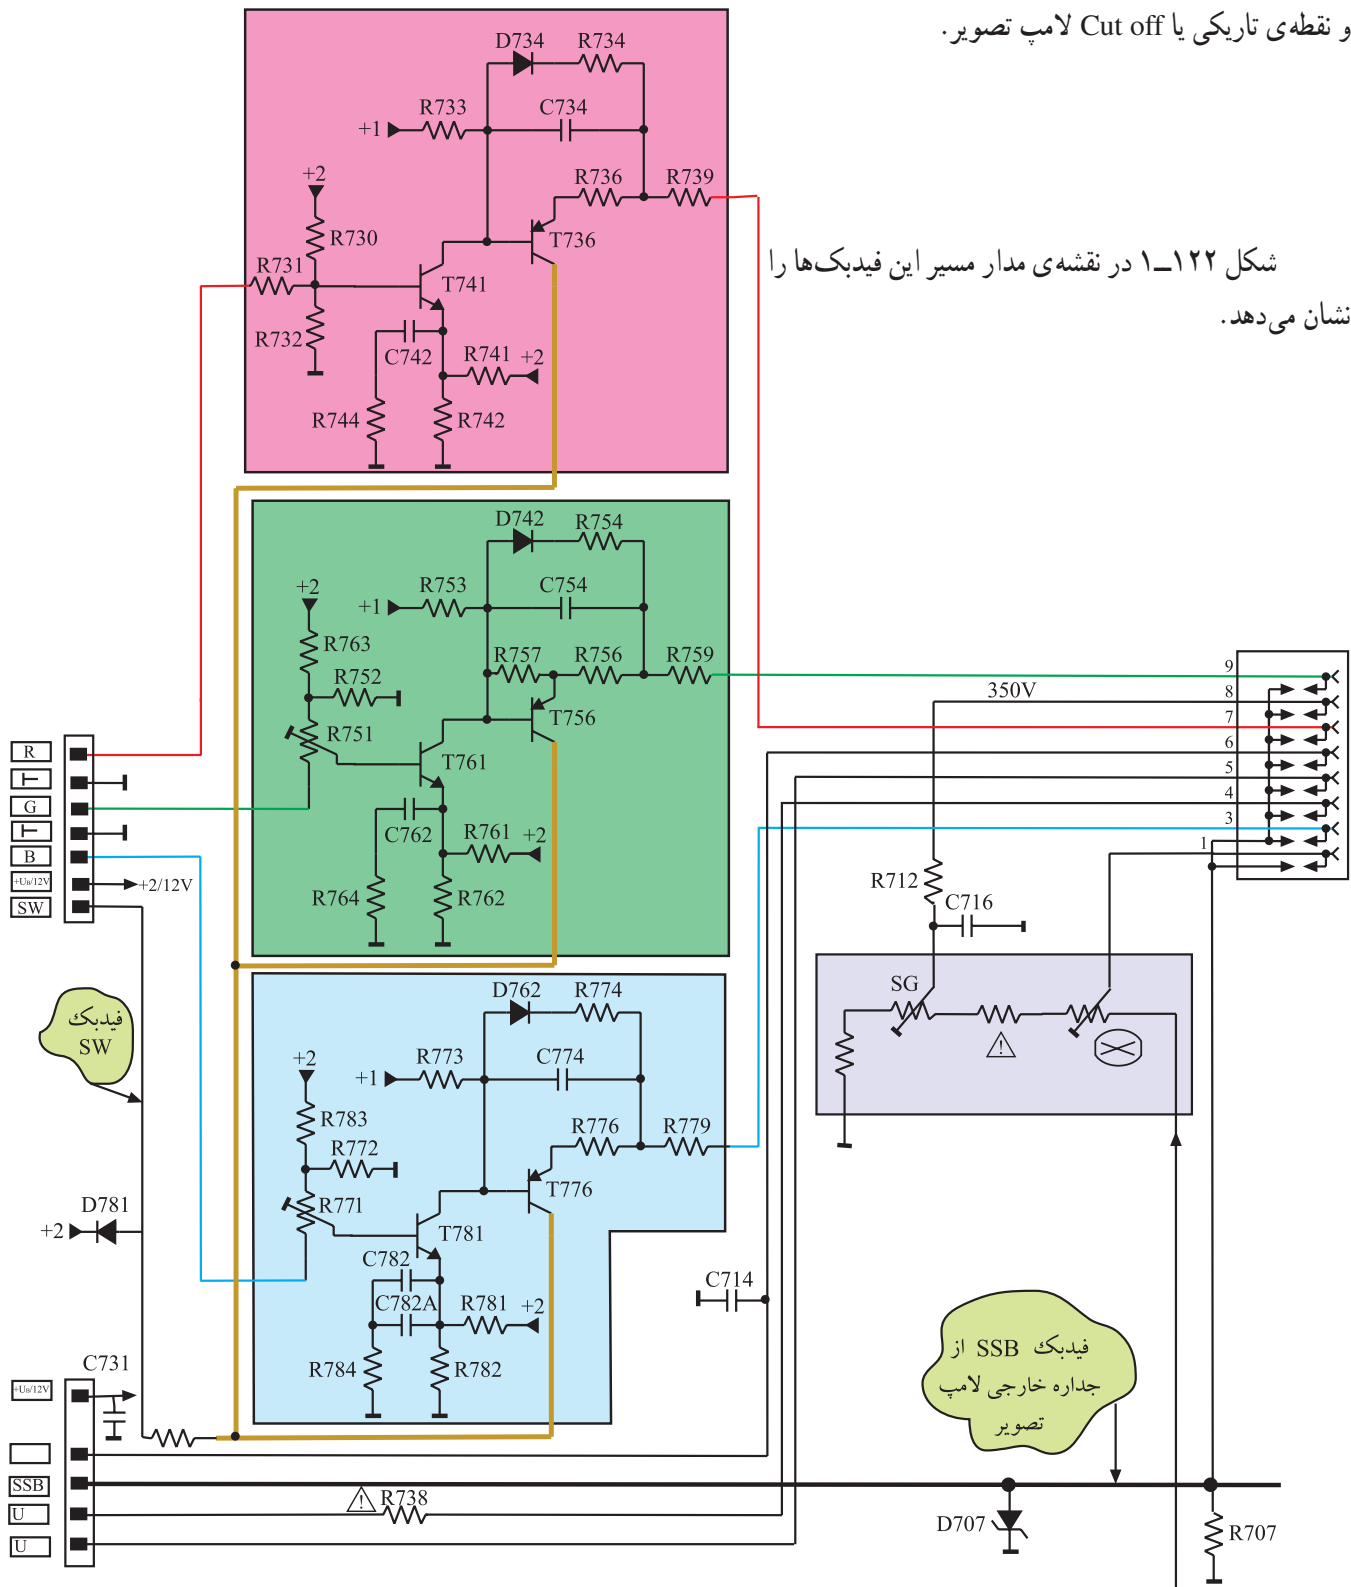 و نقطه‌ی تاریکی یا Cut off لامپ تصویر.
شکل ۱۲۲ــ۱ در نقشه‌ی مدار مسیر این فیدبک‌ها را
نشان می‌دهد.
D734
R734
R733
C734
+1
+2
R736
R739
R730
T736
R731
T741
R732
C742
R741
+2
R744
R742
D742
R754
R753
C754
+1
+2
R763
R757
R756
R759
R752
R751
T756
T761
C762
R761
+2
R764
R762
D762
R774
R773
C774
+1
+2
R783
R776
R779
R772
R771
T776
T781
C782
C782A
R781
+2
R784
R782
R
G
B
+UB/12V
+2/12V
SW
فیدبک
SW
D781
+2
C731
+UB/12V
SSB
U
U
R738
C714
350V
9
8
7
6
5
4
3
1
R712
C716
SG
فیدبک SSB از
جداره خارجی لامپ
تصویر
D707
R707